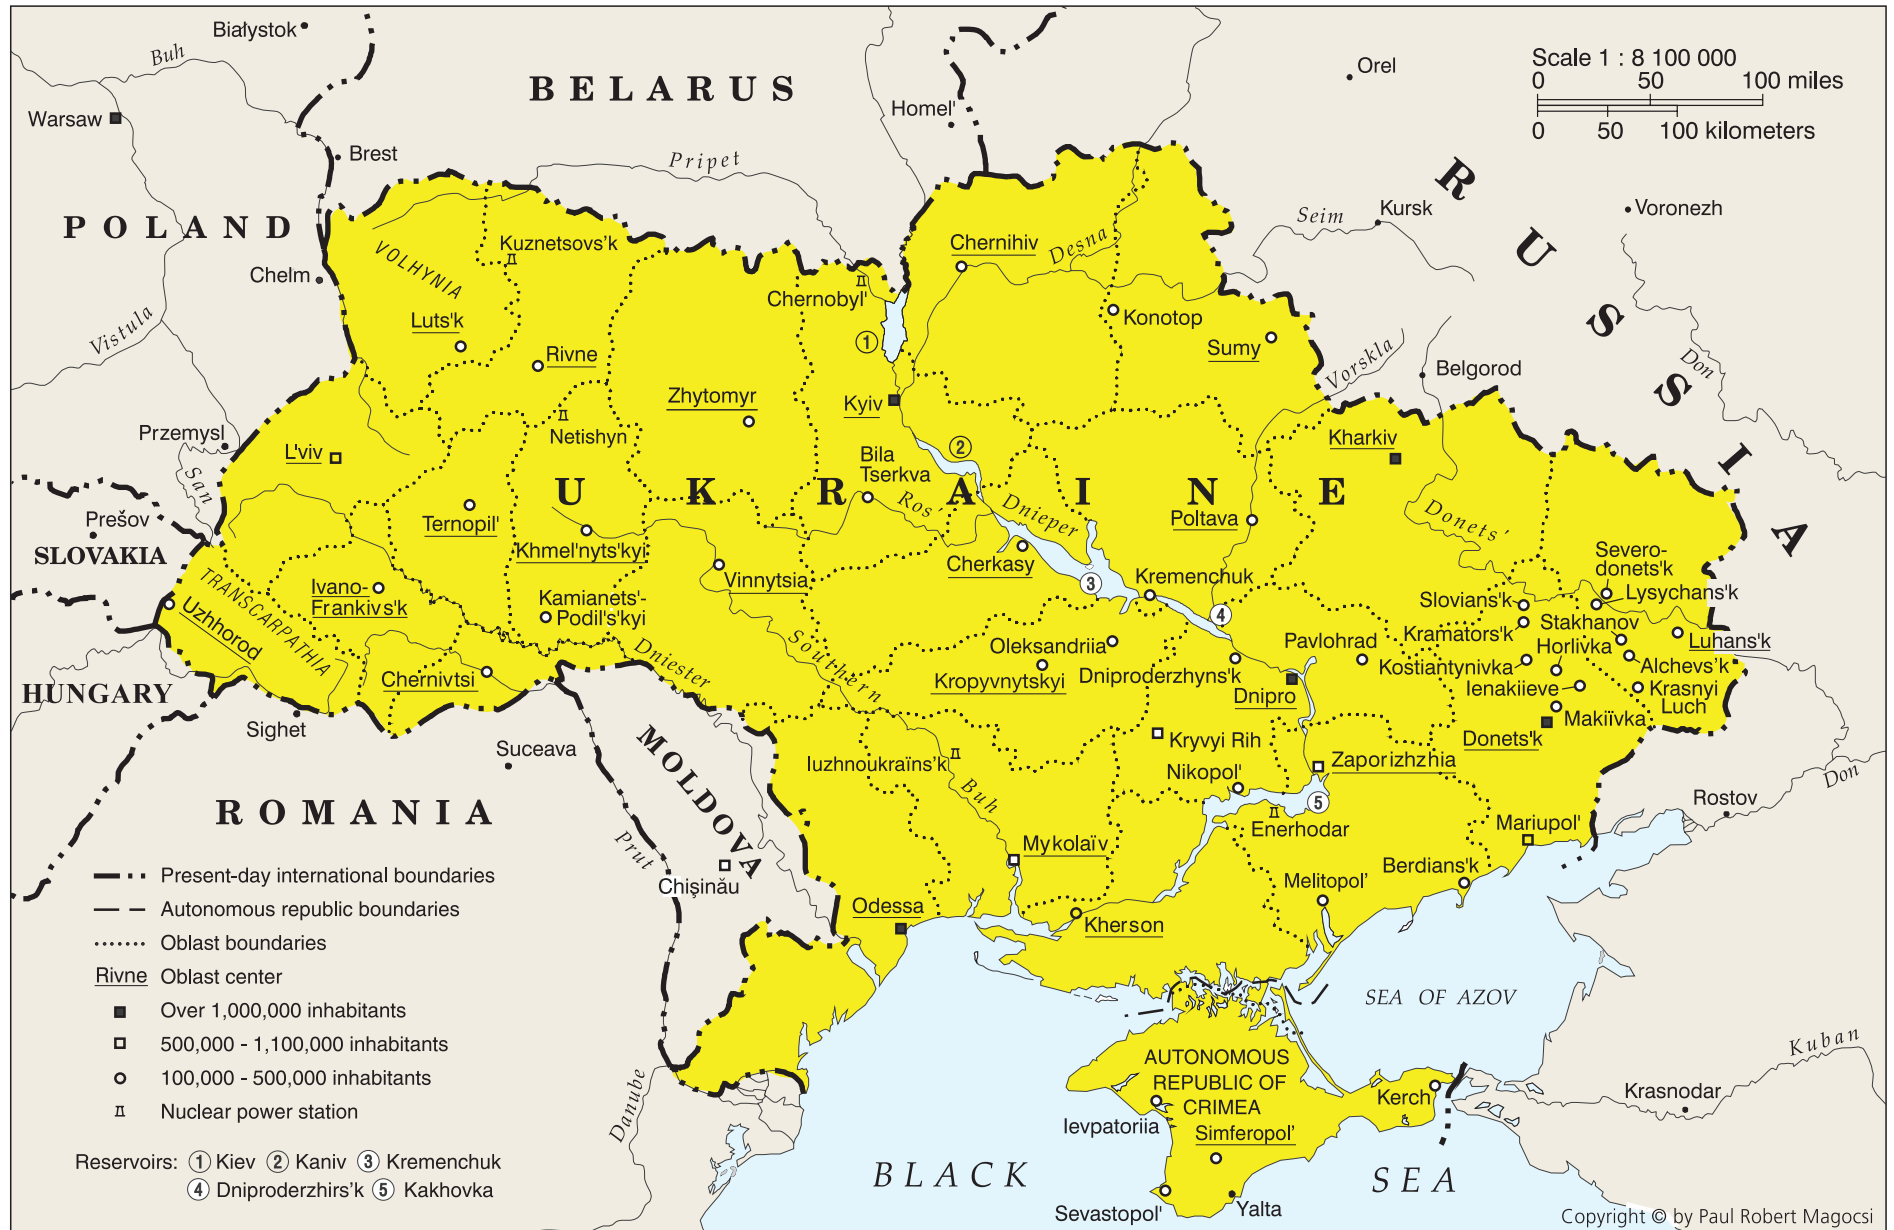 Białystok
Buh
BELARUS
Orel
Scale 1 : 8 100 000
0 50 100 miles
0 50 100 kilometers
Warsaw
Homel'
Brest
Pripet
RUSSIA
POLAND
Seim
Kursk
Voronezh
Chernihiv
Desna
Kuznetsovs'k
VOLHYNIA
Chelm
Chernobyl'
Konotop
Luts'k
Vistula
1
Rivne
Sumy
Vorskla
Don
Belgorod
Zhytomyr
Kyiv
Netishyn
Przemysl
Kharkiv
L'viv
2
Bila
Tserkva
San
UKRAINE
Ros'
Dnieper
Ternopil'
Poltava
Donets'
Prešov
SLOVAKIA
Khmel'nyts'kyi
Vinnytsia
Cherkasy
3
Kremenchuk
Severo-
donets'k
TRANSCARPATHIA
Ivano-
Frankivs'k
Kamianets'-
Podil's'kyi
Slovians'k
Lysychans'k
Uzhhorod
4
Kramators'k
Stakhanov
Horlivka
Luhans'k
Southern
Oleksandriia
Pavlohrad
Kostiantynivka
Alchevs'k
Dniester
Chernivtsi
Kropyvnytskyi
Dniproderzhyns'k
Dnipro
Ienakiieve
Krasnyi
Luch
HUNGARY
Makiïvka
Sighet
Donets'k
Suceava
MOLDOVA
Kryvyi Rih
Iuzhnoukraïns'k
Nikopol'
Zaporizhzhia
Buh
Don
Rostov
ROMANIA
5
Enerhodar
Mariupol'
Prut
Mykolaïv
Berdians'k
Chişinău
Melitopol'
Odessa
Kherson
SEA OF AZOV
Present-day international boundaries
Autonomous republic boundaries
Oblast boundaries
Rivne Oblast center
Over 1,000,000 inhabitants
500,000 - 1,100,000 inhabitants
100,000 - 500,000 inhabitants
Nuclear power station
Reservoirs: 1 Kiev 2 Kaniv 3 Kremenchuk
4 Dniproderzhirs'k 5 Kakhovka
Danube
AUTONOMOUS
REPUBLIC OF
CRIMEA
Kerch
Kuban
Krasnodar
Ievpatoriia
Simferopol'
BLACK SEA
Sevastopol'
Yalta
Copyright © by Paul Robert Magocsi